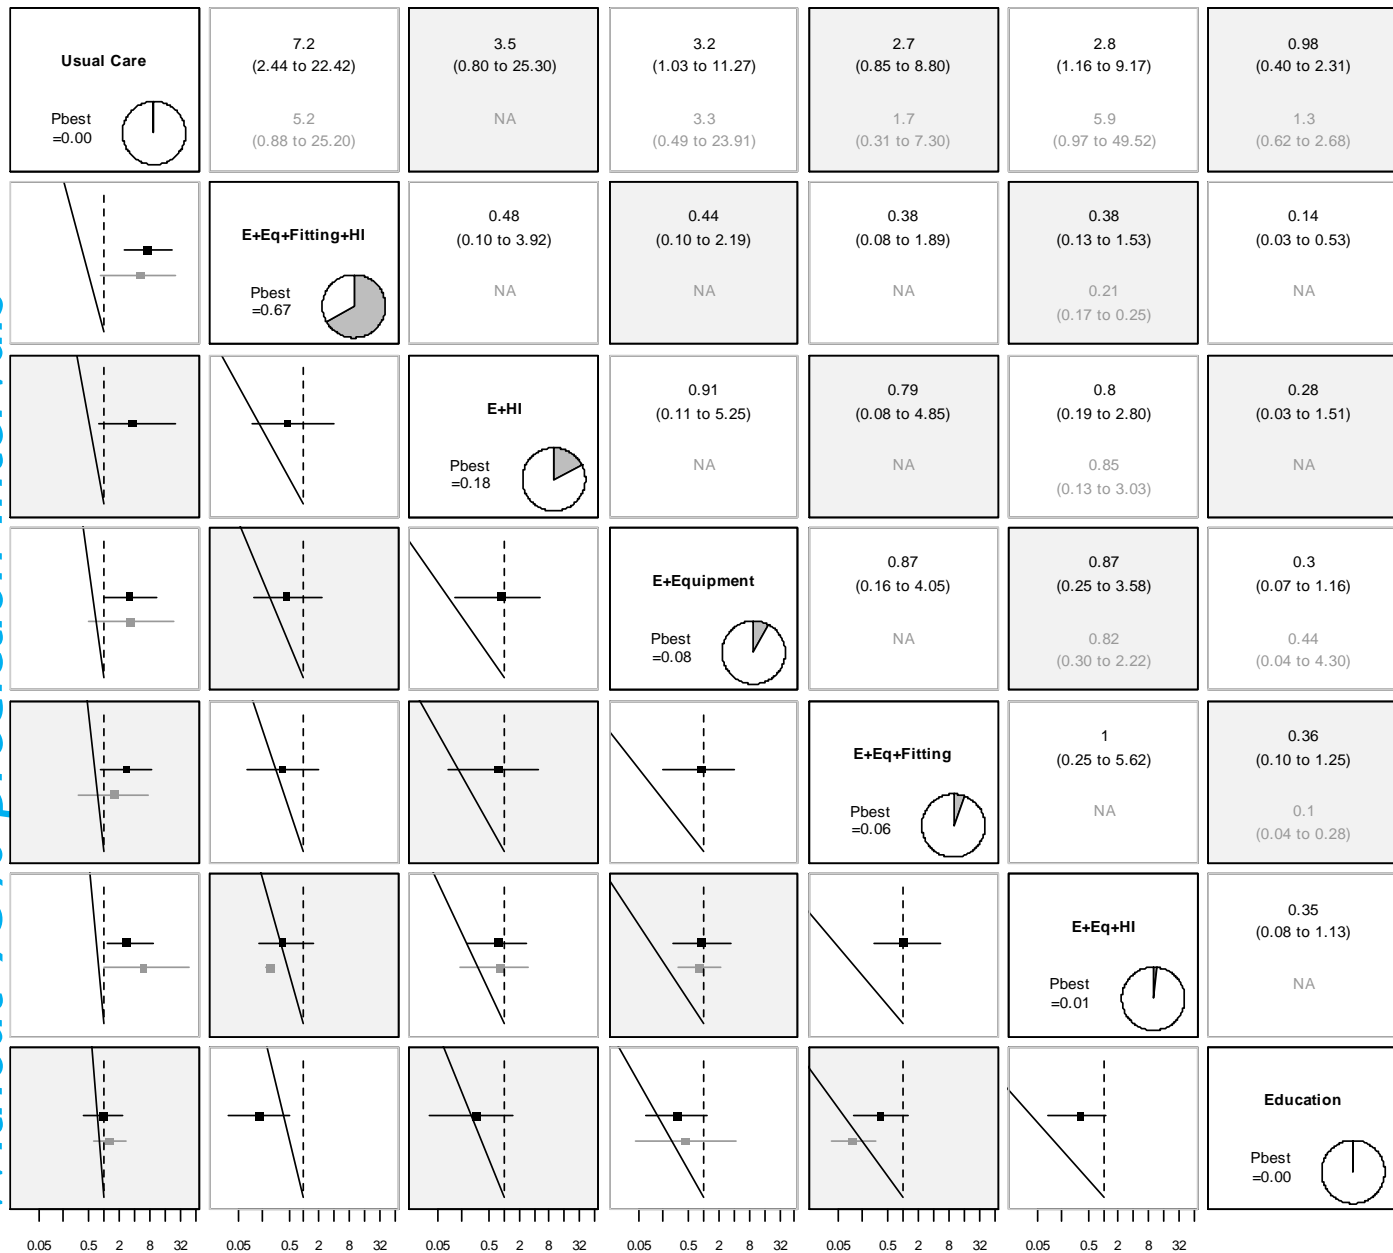 Usual Care
Pbest
=0.00
7.2
(2.44 to 22.42)
5.2
(0.88 to 25.20)
3.5
(0.80 to 25.30)
NA
3.2
(1.03 to 11.27)
3.3
(0.49 to 23.91)
2.7
(0.85 to 8.80)
1.7
(0.31 to 7.30)
2.8
(1.16 to 9.17)
5.9
(0.97 to 49.52)
0.98
(0.40 to 2.31)
1.3
(0.62 to 2.68)
E+Eq+Fitting+HI
Pbest
=0.67
0.48
(0.10 to 3.92)
NA
0.44
(0.10 to 2.19)
NA
0.38
(0.08 to 1.89)
NA
0.38
(0.13 to 1.53)
0.21
(0.17 to 0.25)
0.14
(0.03 to 0.53)
NA
E+HI
Pbest
=0.18
0.91
(0.11 to 5.25)
NA
0.79
(0.08 to 4.85)
NA
0.8
(0.19 to 2.80)
0.85
(0.13 to 3.03)
0.28
(0.03 to 1.51)
NA
E+Equipment
Pbest
=0.08
0.87
(0.16 to 4.05)
NA
0.87
(0.25 to 3.58)
0.82
(0.30 to 2.22)
0.3
(0.07 to 1.16)
0.44
(0.04 to 4.30)
E+Eq+Fitting
Pbest
=0.06
1
(0.25 to 5.62)
NA
0.36
(0.10 to 1.25)
0.1
(0.04 to 0.28)
E+Eq+HI
Pbest
=0.01
0.35
(0.08 to 1.13)
NA
Education
Pbest
=0.00
0.05 0.5 2 8 32
0.05 0.5 2 8 32
0.05 0.5 2 8 32
0.05 0.5 2 8 32
0.05 0.5 2 8 32
0.05 0.5 2 8 32